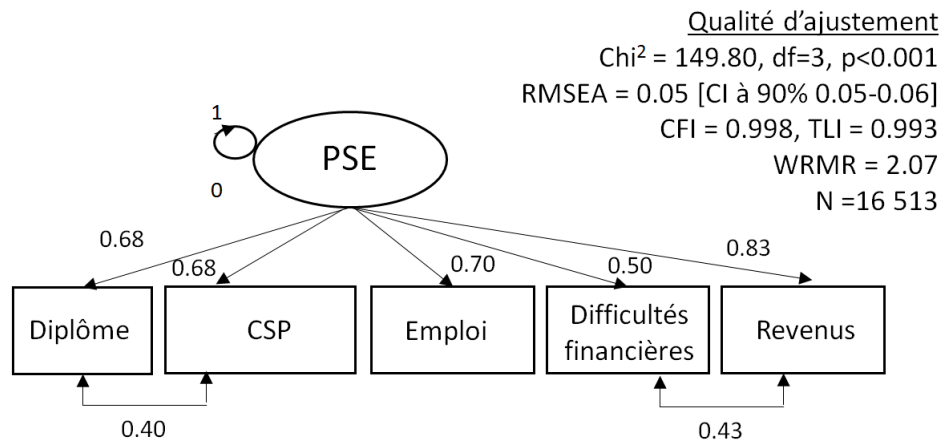 Qualité d'ajustement
Chi² = 149.80, df=3, p<0.001
RMSEA = 0.05 [CI à 90% 0.05-0.06]
CFI = 0.998, TLI = 0.993
WRMR = 2.07
N =16 513
1
PSE
0
0.68
0.68
0.70
0.50
0.83
Diplôme
CSP
Emploi
Difficultés
financières
Revenus
0.40
0.43